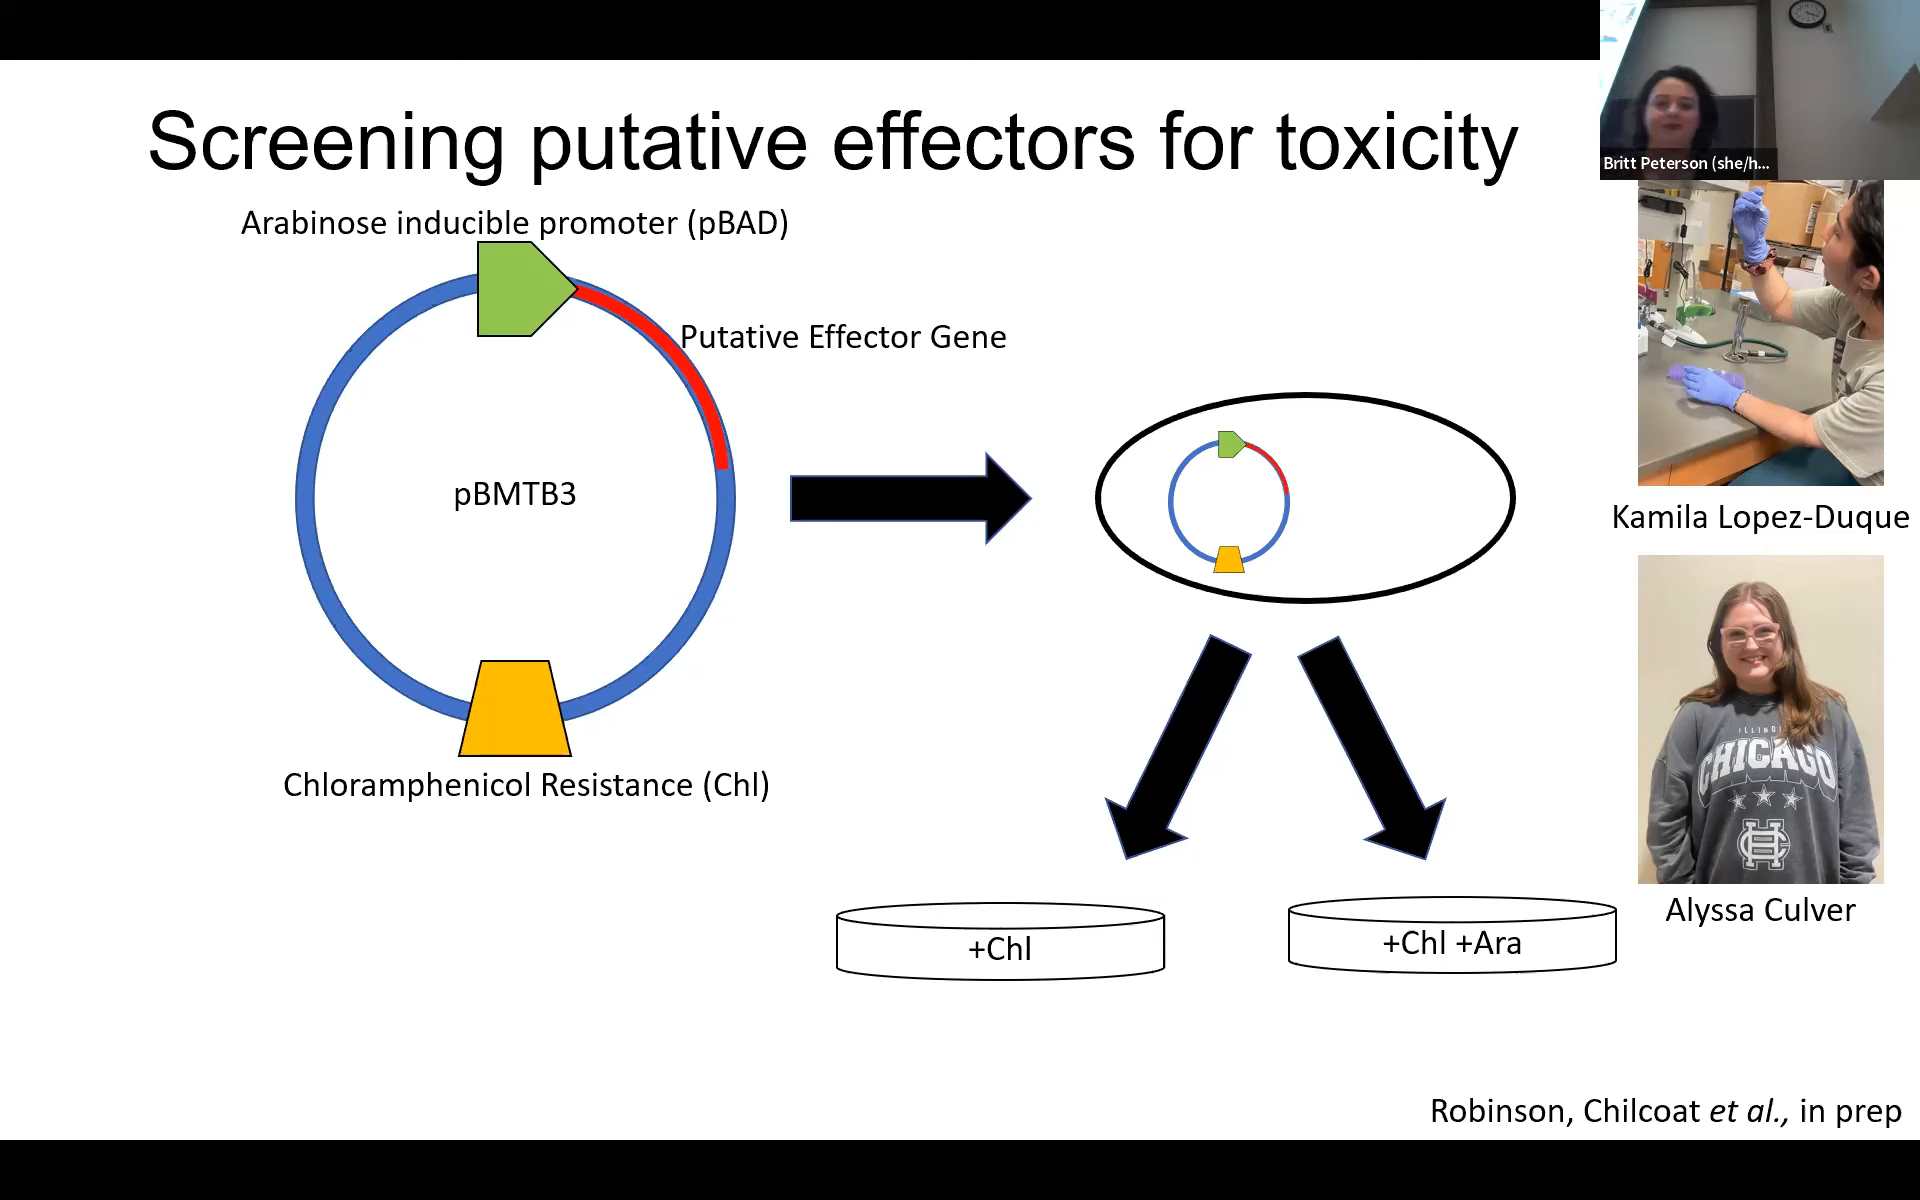 Screening putative effectors for toxicity
Britt Peterson (she/h...
Arabinose inducible promoter (pBAD)
Putative Effector Gene
pBMTB3
Chloramphenicol Resistance (Chl)
+Chl
+Chl +Ara
Kamila Lopez-Duque
CHICAGO
Alyssa Culver
Robinson, Chilcoat et al., in prep